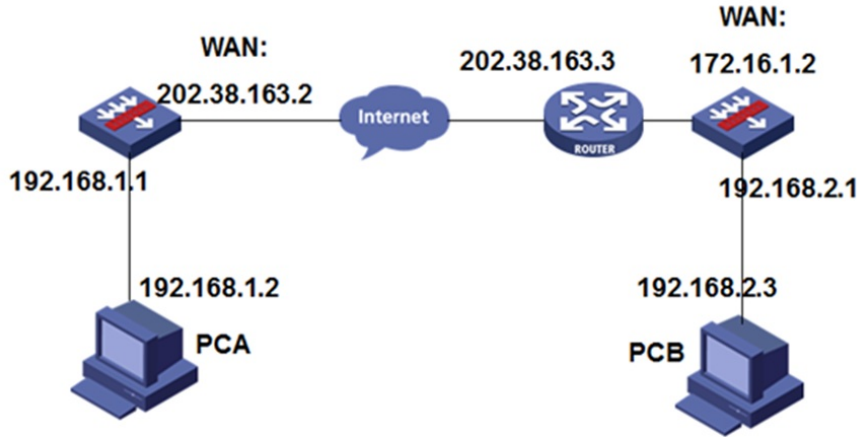 WAN:
202.38.163.2
Internet
202.38.163.3
ROUTER
WAN:
172.16.1.2
192.168.1.1
192.168.2.1
192.168.1.2
PCA
192.168.2.3
PCB